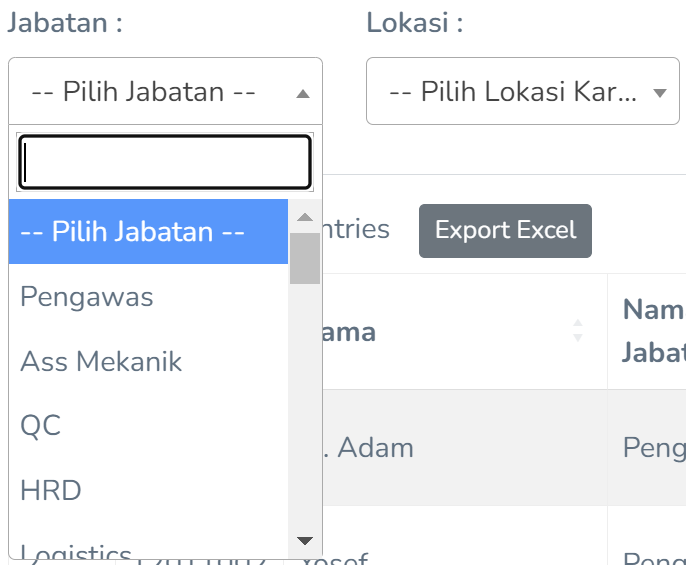 Jabatan :
Lokasi :
-- Pilih Jabatan --
-- Pilih Lokasi Kar...
-- Pilih Jabatan --
ntries
Export Excel
Pengawas
ama
Nam
Jabat
Ass Mekanik
QC
. Adam
Peng
HRD
Logistics
Yosef
Peng